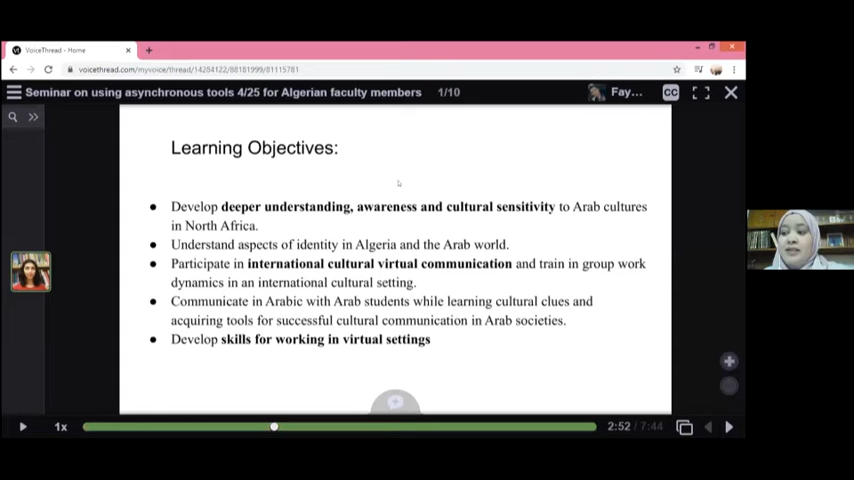 VoiceThread - Home
voicethread.com/myvoice/thread/14284122/88181999/81115781
Seminar on using asynchronous tools 4/25 for Algerian faculty members 1/10
Fay...
CC
Learning Objectives:
● Develop deeper understanding, awareness and cultural sensitivity to Arab cultures
in North Africa.
● Understand aspects of identity in Algeria and the Arab world.
● Participate in international cultural virtual communication and train in group work
dynamics in an international cultural setting.
● Communicate in Arabic with Arab students while learning cultural clues and
acquiring tools for successful cultural communication in Arab societies.
● Develop skills for working in virtual settings
1x
2:52 / 7:44